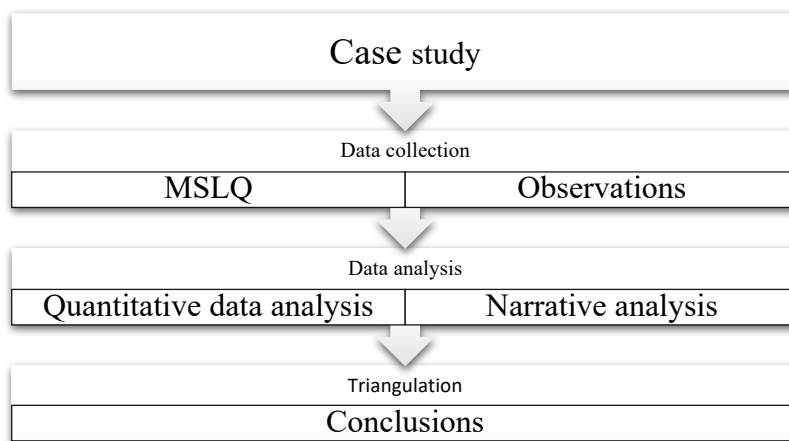 Case study
Data collection
MSLQ
Observations
Data analysis
Quantitative data analysis
Narrative analysis
Triangulation
Conclusions